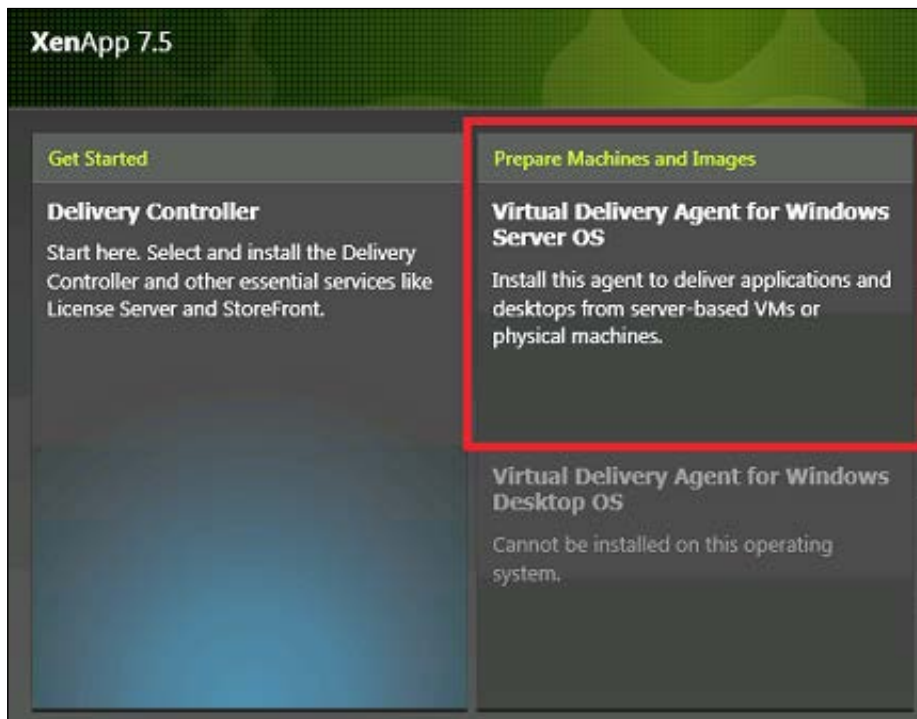 XenApp 7.5
Get Started
Delivery Controller
Start here. Select and install the Delivery
Controller and other essential services like
License Server and StoreFront.
Prepare Machines and Images
Virtual Delivery Agent for Windows
Server OS
Install this agent to deliver applications and
desktops from server-based VMs or
physical machines.
Virtual Delivery Agent for Windows
Desktop OS
Cannot be installed on this operating
system.